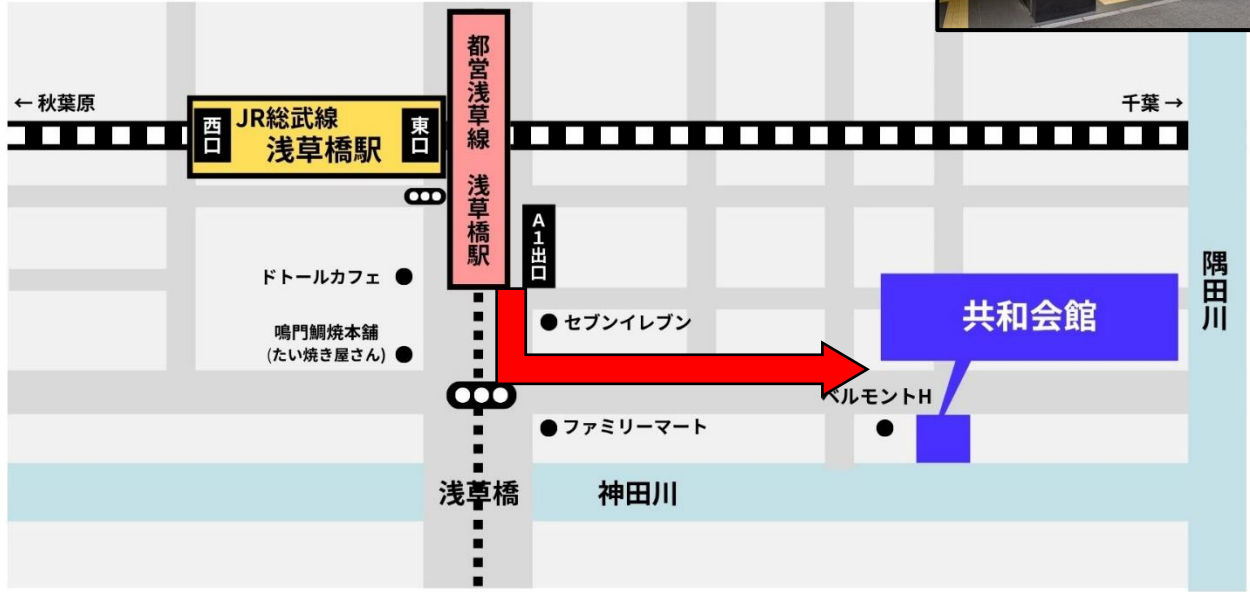 ← 秋葉原
千葉 →
西口
JR総武線
浅草橋駅
東口
都営浅草線 浅草橋駅
A1出口
ドトールカフェ
鳴門鯛焼本舗
(たい焼き屋さん)
セブンイレブン
共和会館
隅田川
ベルモントH
ファミリーマート
浅草橋
神田川